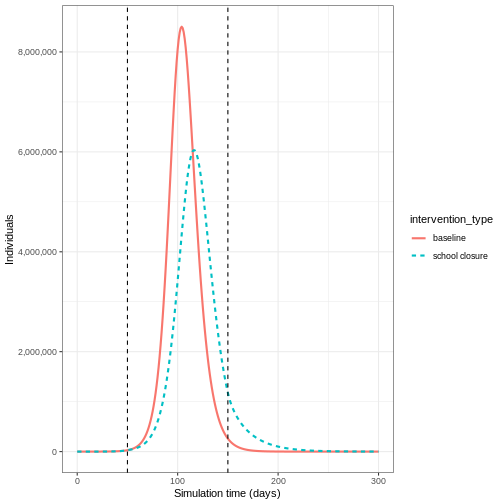 8,000,000
6,000,000
4,000,000
2,000,000
0
Individuals
0
100
200
300
Simulation time (days)
intervention_type
baseline
school closure